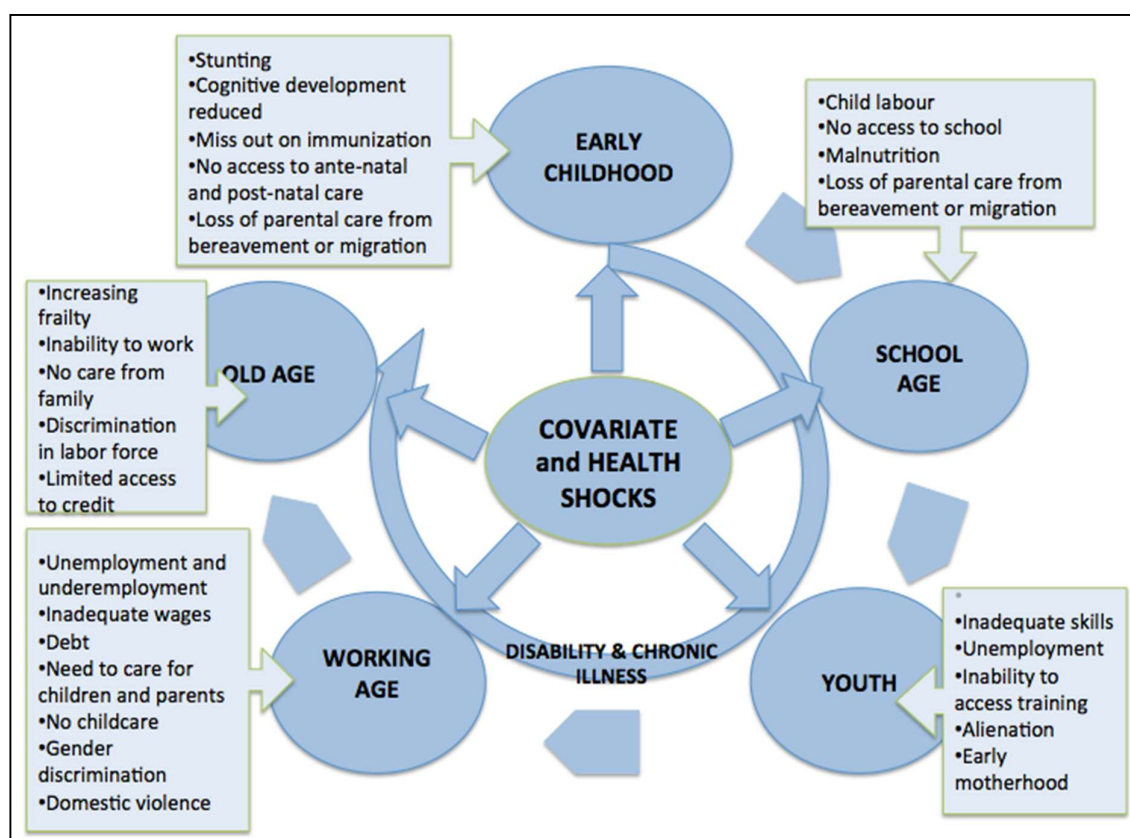 •Stunting
•Cognitive development
reduced
•Miss out on immunization
•No access to ante-natal
and post-natal care
•Loss of parental care from
bereavement or migration
EARLY
CHILDHOOD
•Child labour
•No access to school
•Malnutrition
•Loss of parental care from
bereavement or migration
SCHOOL
AGE
•Increasing
frailty
•Inability to work
•No care from
family
•Discrimination
in labor force
•Limited access
to credit
OLD AGE
COVARIATE
and HEALTH
SHOCKS
•Unemployment and
underemployment
•Inadequate wages
•Debt
•Need to care for
children and parents
•No childcare
•Gender
discrimination
•Domestic violence
WORKING
AGE
DISABILITY & CHRONIC
ILLNESS
YOUTH
•
•Inadequate skills
•Unemployment
•Inability to
access training
•Alienation
•Early
motherhood